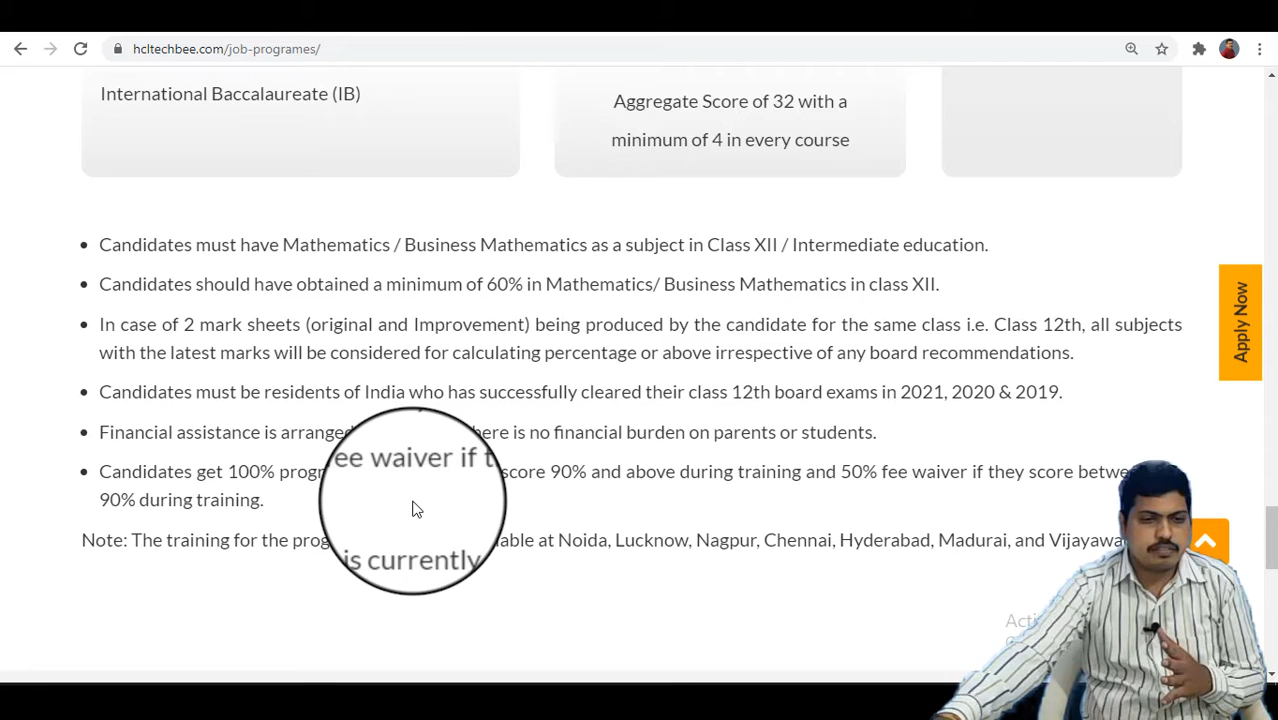 hcltechbee.com/job-programes/
International Baccalaureate (IB)
Aggregate Score of 32 with a
minimum of 4 in every course
Candidates must have Mathematics / Business Mathematics as a subject in Class XII / Intermediate education.
Candidates should have obtained a minimum of 60% in Mathematics/ Business Mathematics in class XII.
In case of 2 mark sheets (original and Improvement) being produced by the candidate for the same class i.e. Class 12th, all subjects
with the latest marks will be considered for calculating percentage or above irrespective of any board recommendations.
Candidates must be residents of India who has successfully cleared their class 12th board exams in 2021, 2020 & 2019.
Financial assistance is arranged there is no financial burden on parents or students.
Candidates get 100% ee waiver if score 90% and above during training and 50% fee waiver if they score
90% during training.
Note: The training for the is currently at Noida, Lucknow, Nagpur, Chennai, Hyderabad, Madurai, and
Apply Now